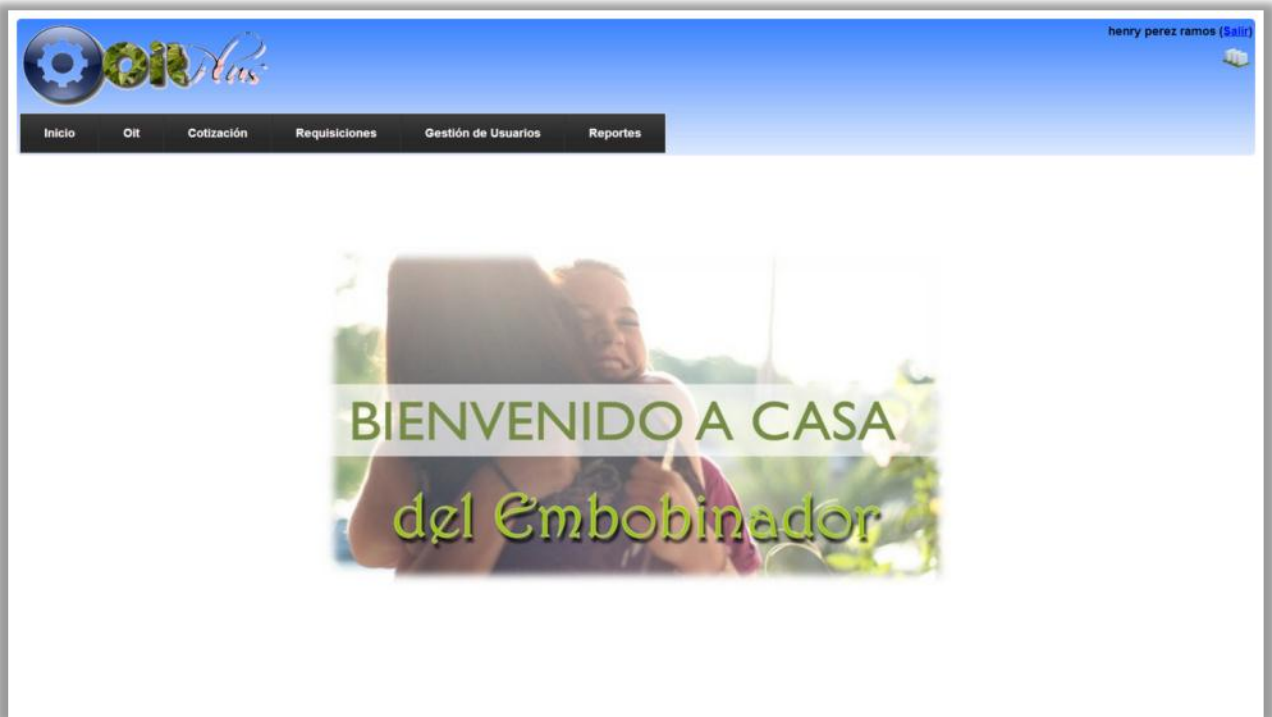 henry perez ramos (Salir)
Oit Plus
Inicio Oit Cotización Requisiciones Gestión de Usuarios Reportes
BIENVENIDO A CASA
del Embobinador